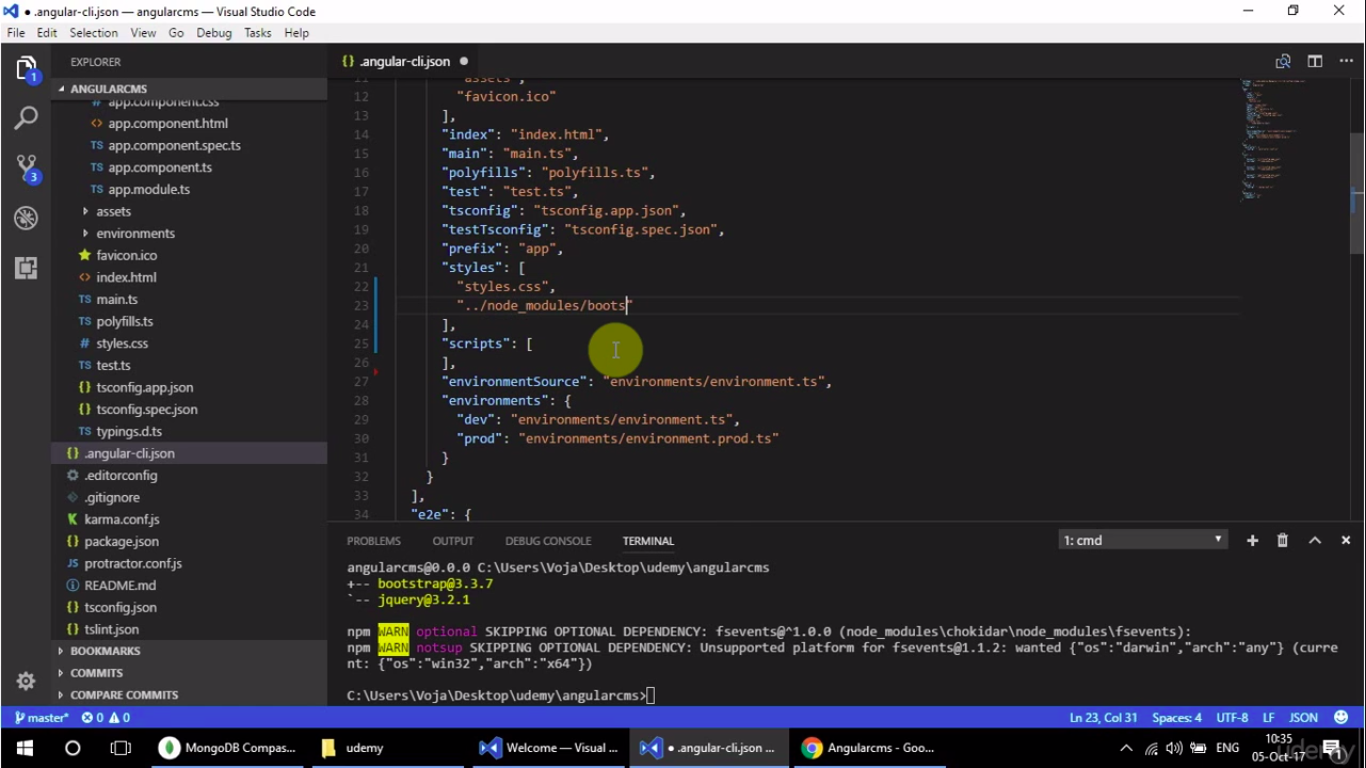 .angular-cli.json — angularcms — Visual Studio Code
File Edit Selection View Go Debug Tasks Help
EXPLORER
ANGULARCMS
app.component.css
app.component.html
app.component.spec.ts
app.component.ts
app.module.ts
assets
environments
favicon.ico
index.html
main.ts
polyfills.ts
styles.css
test.ts
tsconfig.app.json
tsconfig.spec.json
typings.d.ts
.angular-cli.json
.editorconfig
.gitignore
karma.conf.js
package.json
protractor.conf.js
README.md
tsconfig.json
tslint.json
BOOKMARKS
COMMITS
COMPARE COMMITS
.angular-cli.json
11 "assets",
12 "favicon.ico"
13 ],
14 "index": "index.html",
15 "main": "main.ts",
16 "polyfills": "polyfills.ts",
17 "test": "test.ts",
18 "tsconfig": "tsconfig.app.json",
19 "testTsconfig": "tsconfig.spec.json",
20 "prefix": "app",
21 "styles": [
22 "styles.css",
23 "../node_modules/boots"
24 ],
25 "scripts": [
26 ],
27 "environmentSource": "environments/environment.ts",
28 "environments": {
29 "dev": "environments/environment.ts",
30 "prod": "environments/environment.prod.ts"
31 }
32 }
33 ],
34 "e2e": {
PROBLEMS OUTPUT DEBUG CONSOLE TERMINAL 1: cmd
angularcms@0.0.0 C:\Users\Voja\Desktop\udemy\angularcms
+-- bootstrap@3.3.7
`-- jquery@3.2.1
npm WARN optional SKIPPING OPTIONAL DEPENDENCY: fsevents@^1.0.0 (node_modules\chokidar\node_modules\fsevents):
npm WARN notsup SKIPPING OPTIONAL DEPENDENCY: Unsupported platform for fsevents@1.1.2: wanted {"os":"darwin","arch":"any"} (curre
nt: {"os":"win32","arch":"x64"})
C:\Users\Voja\Desktop\udemy\angularcms>
master* 0 0 Ln 23, Col 31 Spaces: 4 UTF-8 LF JSON
MongoDB Compas... udemy Welcome — Visual ... .angular-cli.json ... Angularcms - Goo... ENG
10:35
05-Oct-17
udemy
1
3
1